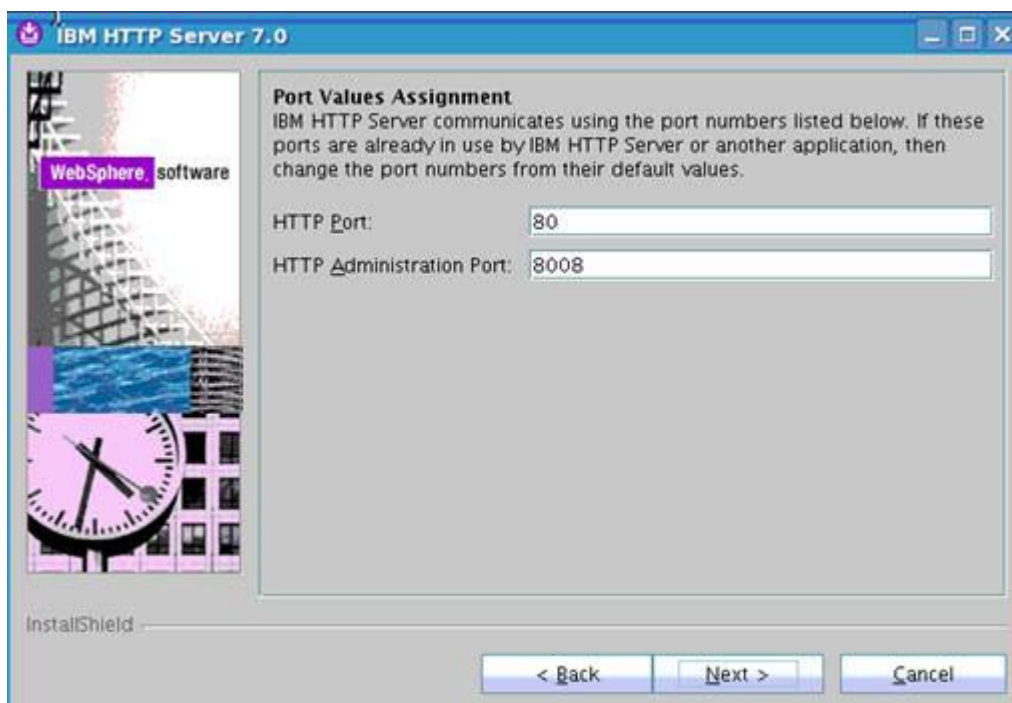 IBM HTTP Server 7.0
WebSphere. software
Port Values Assignment
IBM HTTP Server communicates using the port numbers listed below. If these
ports are already in use by IBM HTTP Server or another application, then
change the port numbers from their default values.
HTTP Port: 80
HTTP Administration Port: 8008
InstallShield
< Back
Next >
Cancel